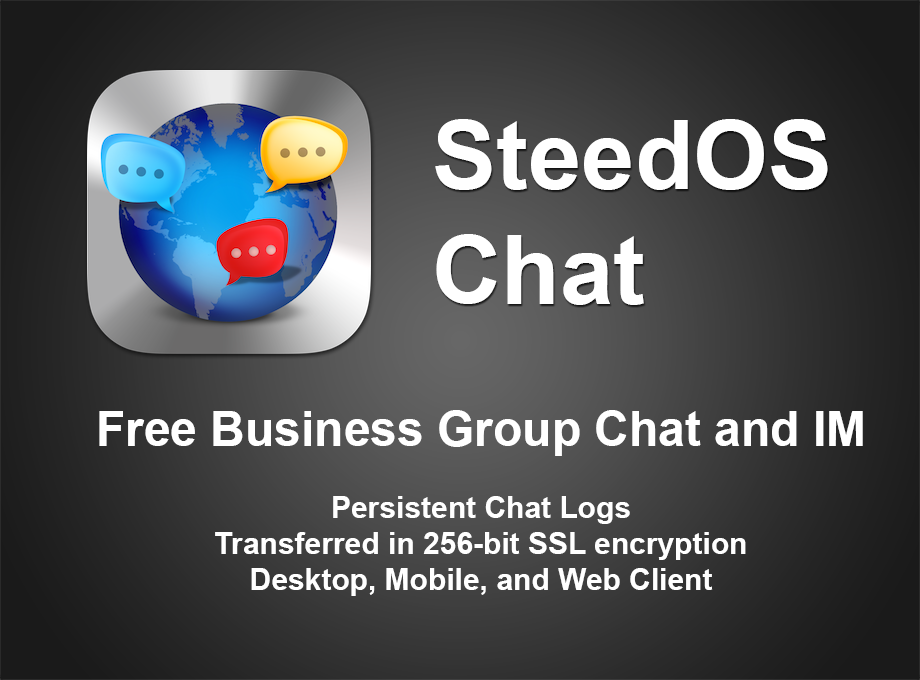 SteedOS
Chat
Free Business Group Chat and IM
Persistent Chat Logs
Transferred in 256-bit SSL encryption
Desktop, Mobile, and Web Client